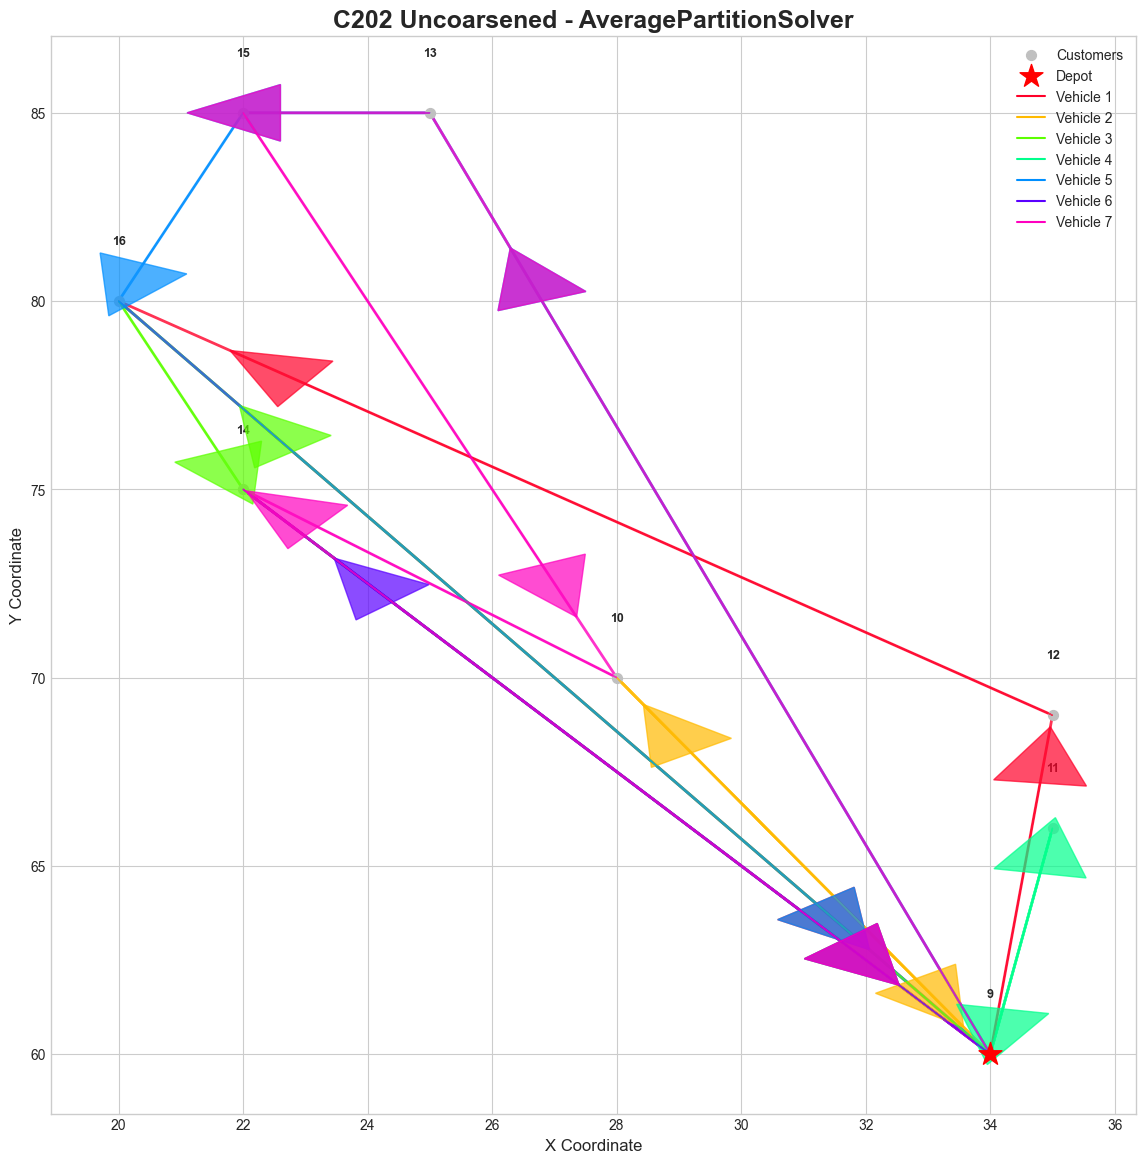 C202 Uncoarsened - AveragePartitionSolver
15
13
Customers
Depot
Vehicle 1
Vehicle 2
Vehicle 3
Vehicle 4
Vehicle 5
Vehicle 6
Vehicle 7
16
14
10
12
11
9
85
80
75
70
65
60
Y Coordinate
20
22
24
26
28
30
32
34
36
X Coordinate